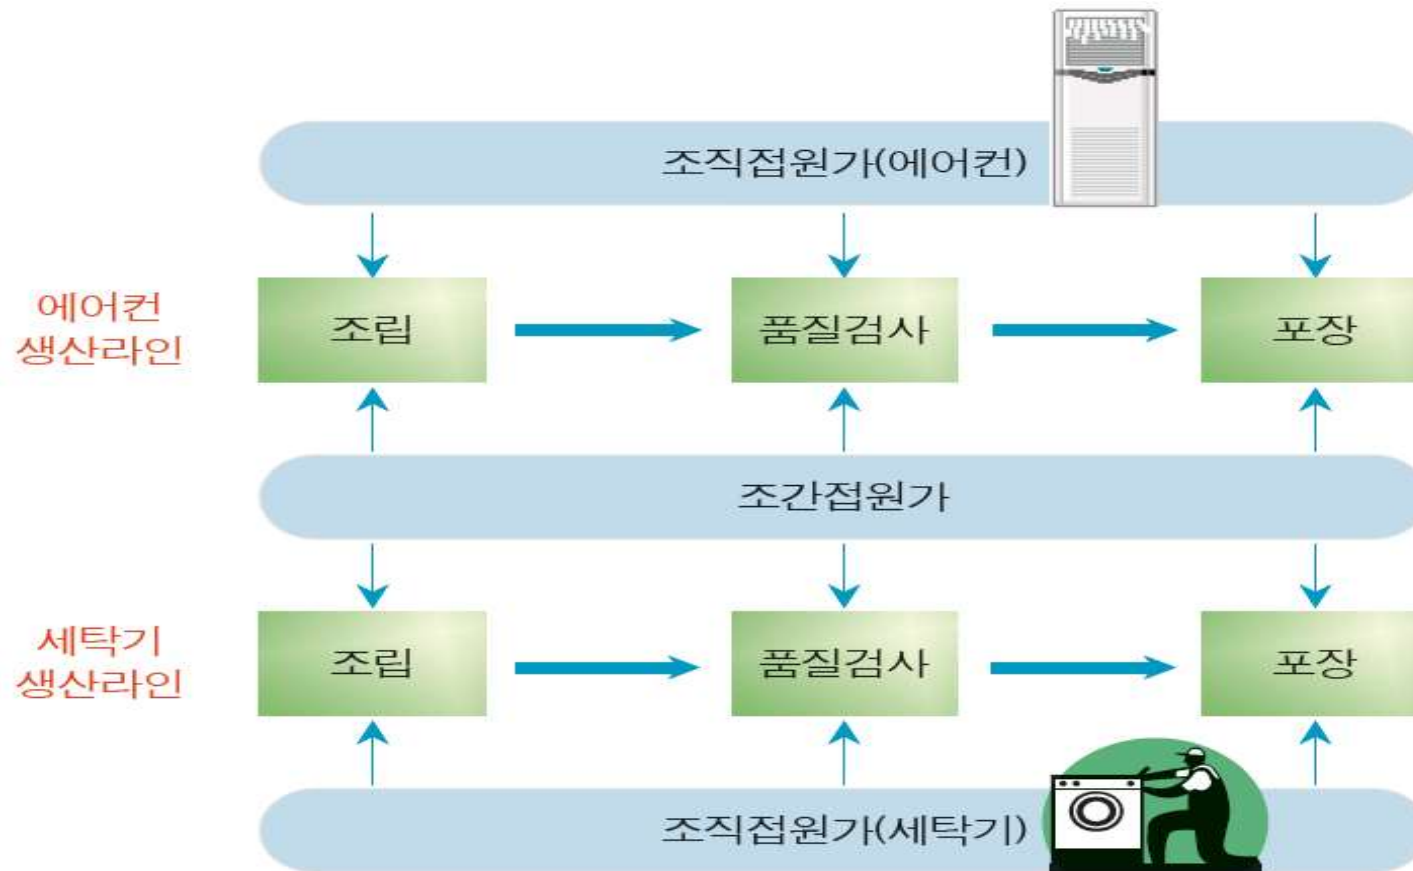 조직접원가(에어컨)
에어컨
생산라인
조립
품질검사
포장
조간접원가
세탁기
생산라인
조립
품질검사
포장
조직접원가(세탁기)